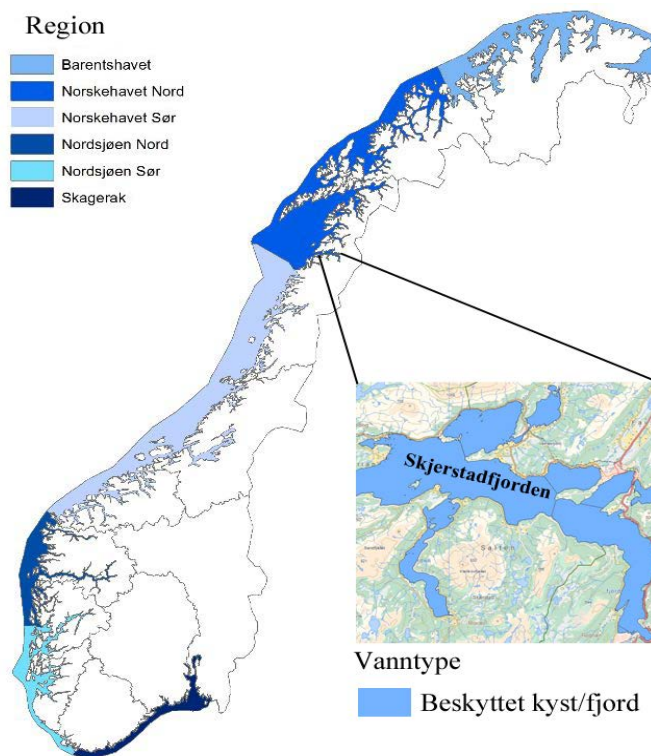 Region
Barentshavet
Norskehavet Nord
Norskehavet Sør
Nordsjøen Nord
Nordsjøen Sør
Skagerak
Skjerstadfjorden
Vanntype
Beskyttet kyst/fjord